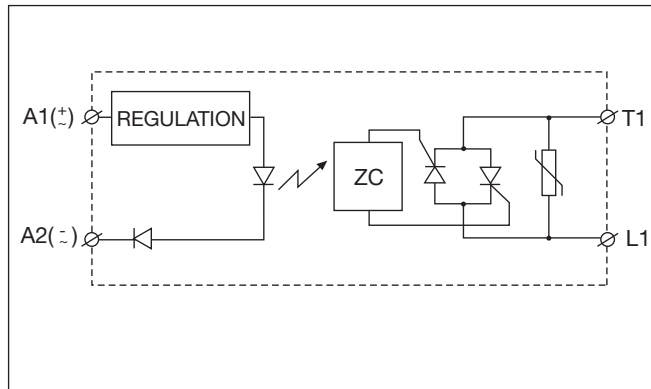 A1(+~)
REGULATION
T1
ZC
A2(-~)
L1